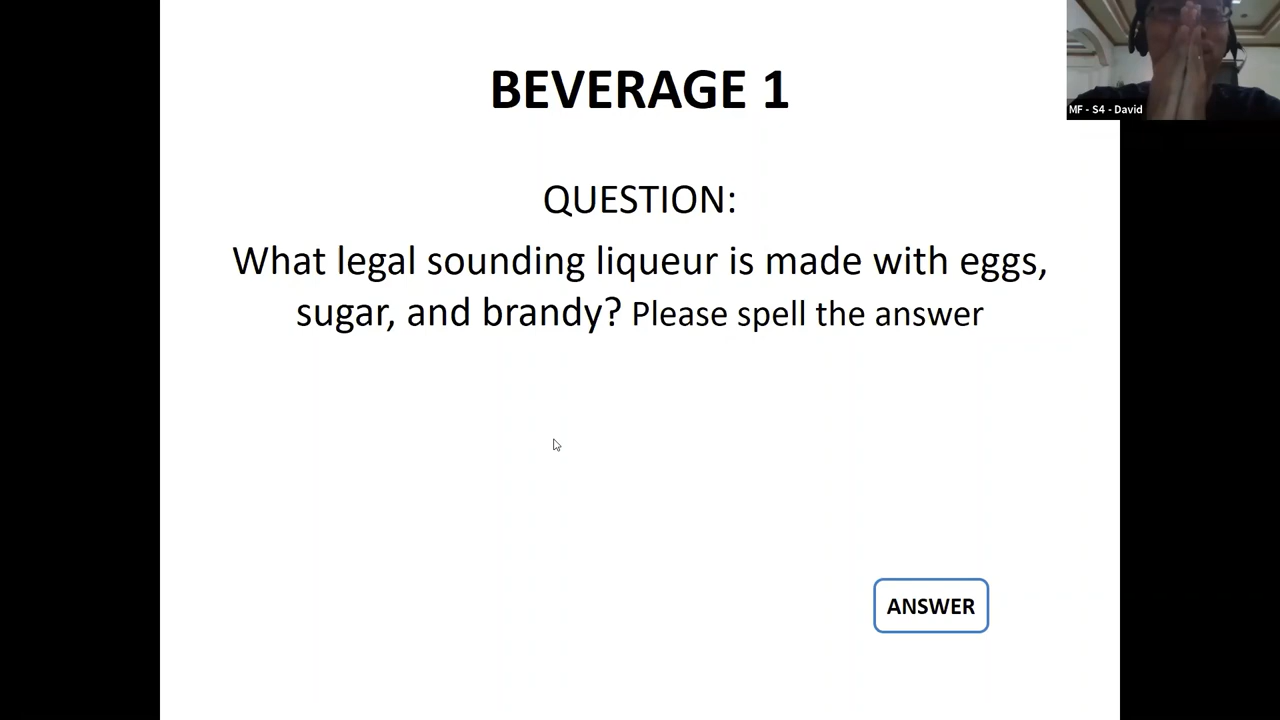 BEVERAGE 1
MF - S4 - David
QUESTION:
What legal sounding liqueur is made with eggs,
sugar, and brandy? Please spell the answer
ANSWER